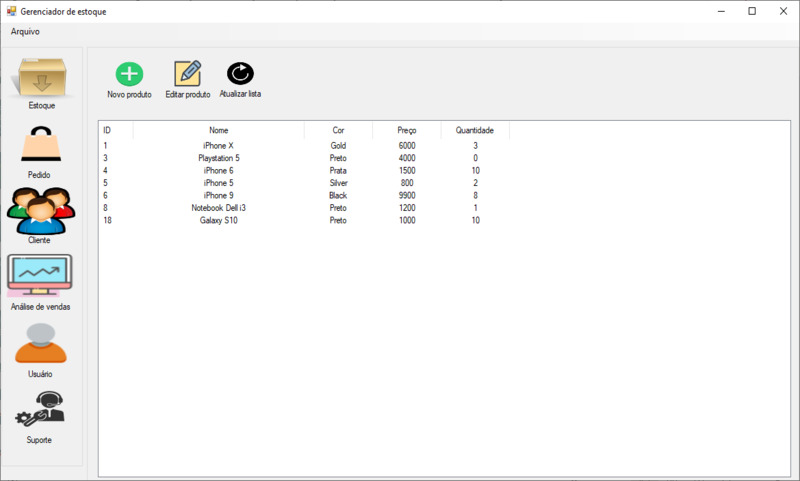 Gerenciador de estoque
Arquivo
Estoque
Pedido
Cliente
Análise de vendas
Usuário
Suporte
Novo produto Editar produto Atualizar lista
ID Nome Cor Preço Quantidade
1 iPhone X Gold 6000 3
3 Playstation 5 Preto 4000 0
4 iPhone 6 Prata 1500 10
5 iPhone 5 Silver 800 2
6 iPhone 9 Black 9900 8
8 Notebook Dell i3 Preto 1200 1
18 Galaxy S10 Preto 1000 10